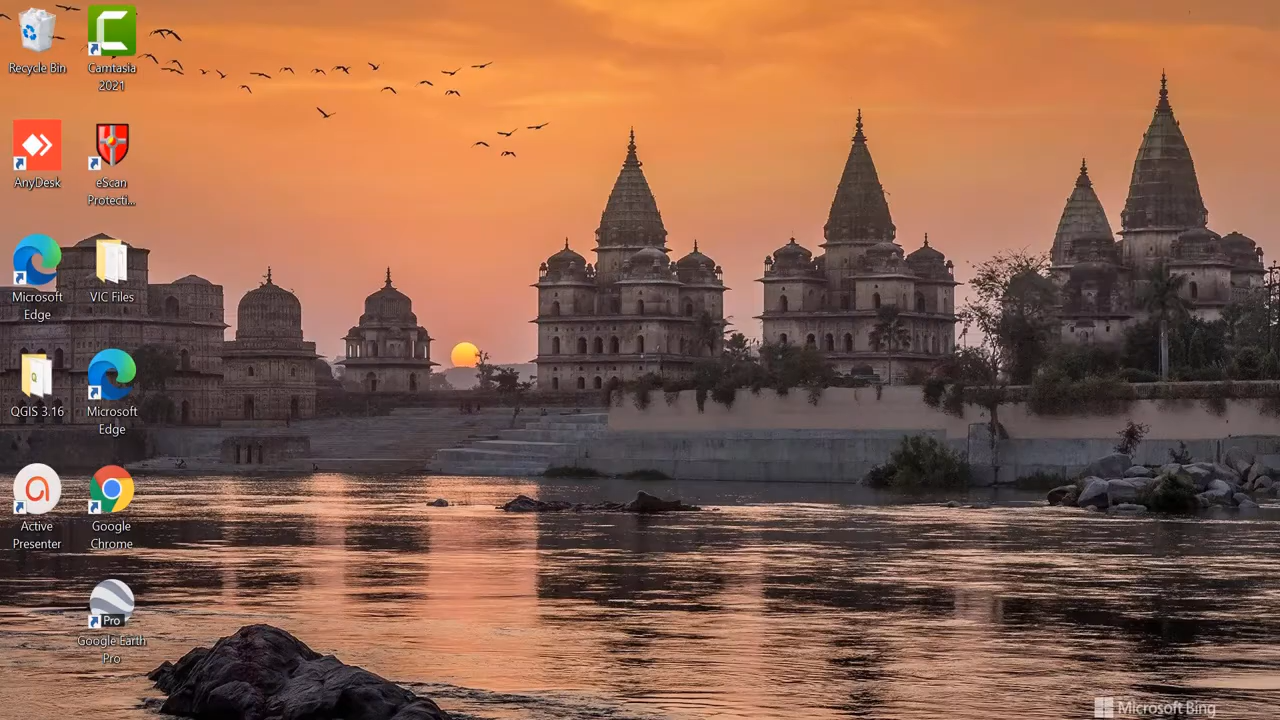 Recycle Bin
Camtasia
2021
AnyDesk
eScan
Protecti...
Microsoft
Edge
VIC Files
QGIS 3.16
Microsoft
Edge
Active
Presenter
Google
Chrome
Pro
Google Earth
Pro
Microsoft Bing